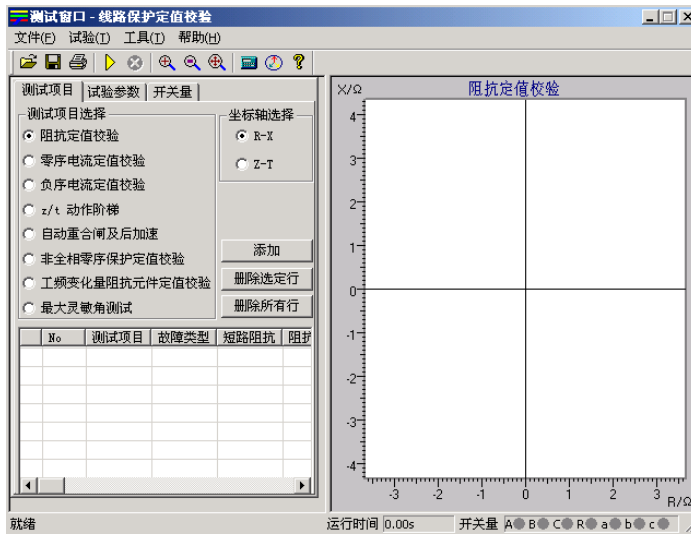 测试窗口 - 线路保护定值校验
文件(F) 试验(T) 工具(T) 帮助(H)
测试项目 试验参数 开关量
测试项目选择
阻抗定值校验
零序电流定值校验
负序电流定值校验
z/t 动作阶梯
自动重合闸及后加速
非全相零序保护定值校验
工频变化量阻抗元件定值校验
最大灵敏角测试
坐标轴选择
R-X
Z-T
添加
删除选定行
删除所有行
No 测试项目 故障类型 短路阻抗 阻抗
X/Ω 阻抗定值校验
4
3
2
1
0
-1
-2
-3
-4
-3 -2 -1 0 1 2 3
R/Ω
就绪 运行时间 0.00s 开关量 A B C R a b c